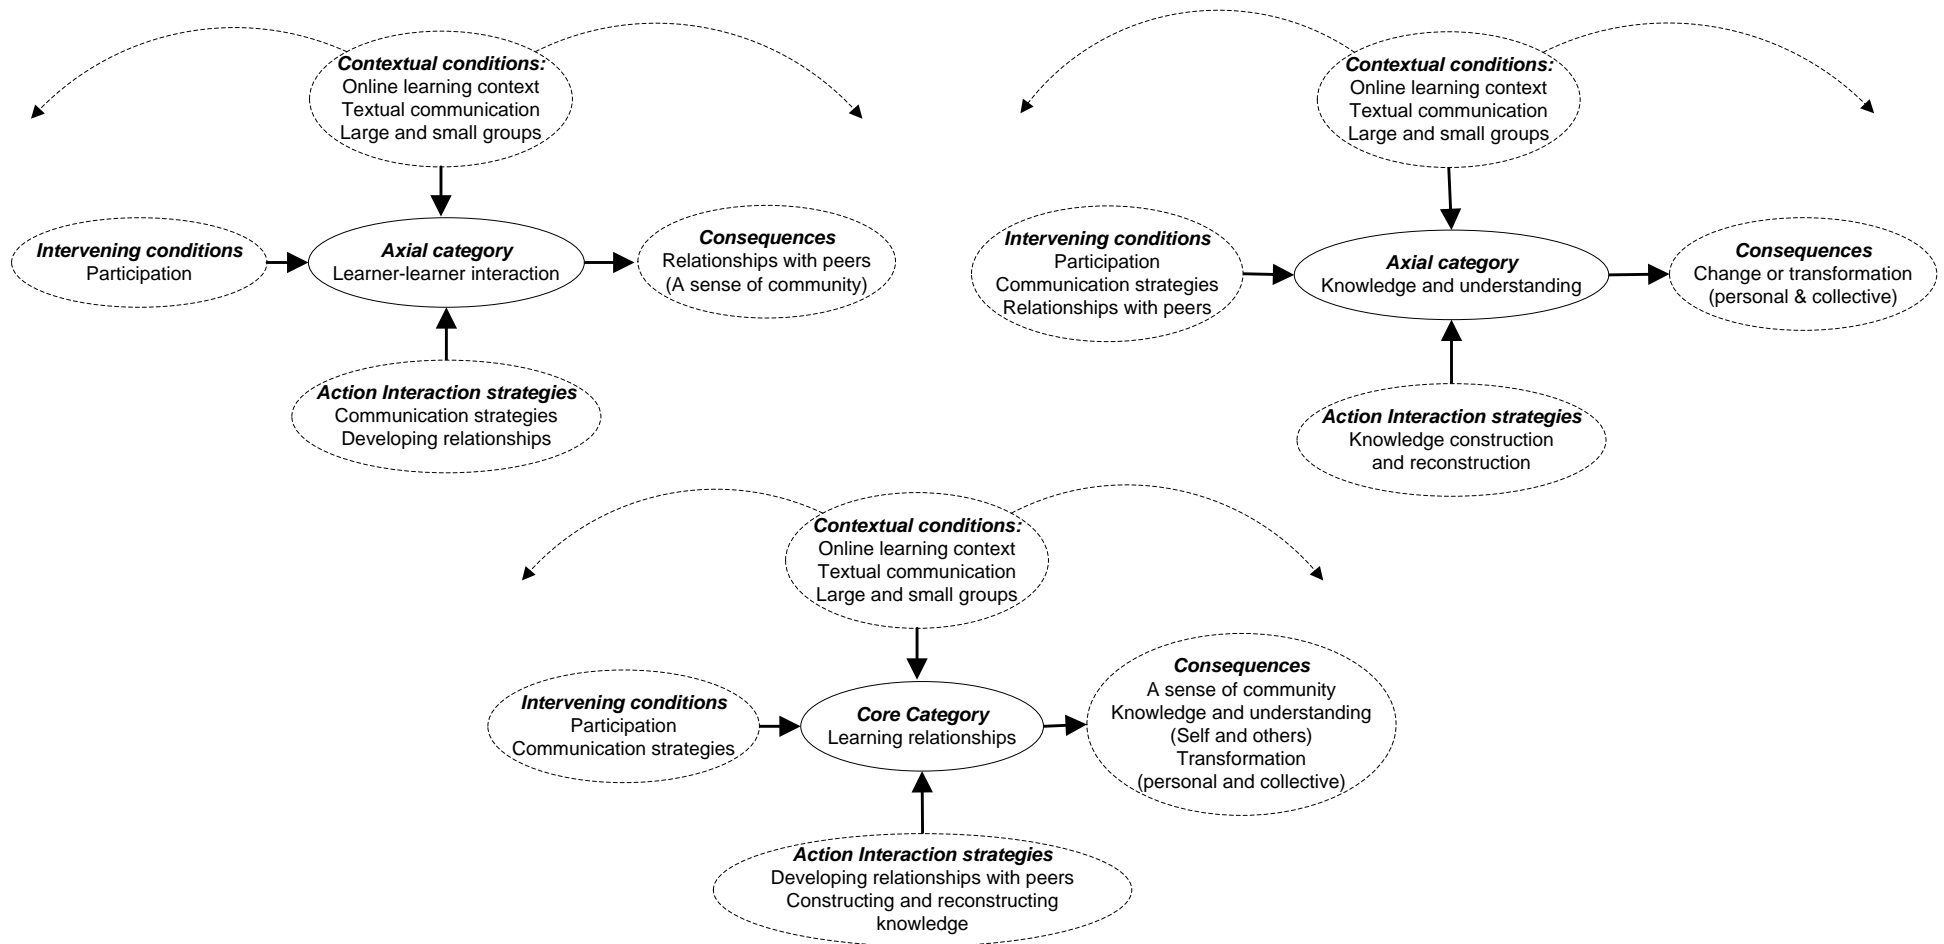 Contextual conditions:
Online learning context
Textual communication
Large and small groups
Intervening conditions
Participation
Axial category
Learner-learner interaction
Consequences
Relationships with peers
(A sense of community)
Action Interaction strategies
Communication strategies
Developing relationships
Contextual conditions:
Online learning context
Textual communication
Large and small groups
Intervening conditions
Participation
Communication strategies
Relationships with peers
Axial category
Knowledge and understanding
Consequences
Change or transformation
(personal & collective)
Action Interaction strategies
Knowledge construction
and reconstruction
Contextual conditions:
Online learning context
Textual communication
Large and small groups
Intervening conditions
Participation
Communication strategies
Core Category
Learning relationships
Consequences
A sense of community
Knowledge and understanding
(Self and others)
Transformation
(personal and collective)
Action Interaction strategies
Developing relationships with peers
Constructing and reconstructing
knowledge